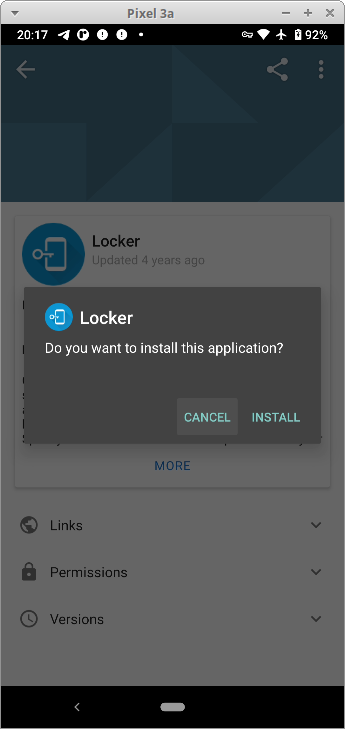 Pixel 3a
20:17
92%
Locker
Updated 4 years ago
Locker
Do you want to install this application?
CANCEL
INSTALL
MORE
Links
Permissions
Versions